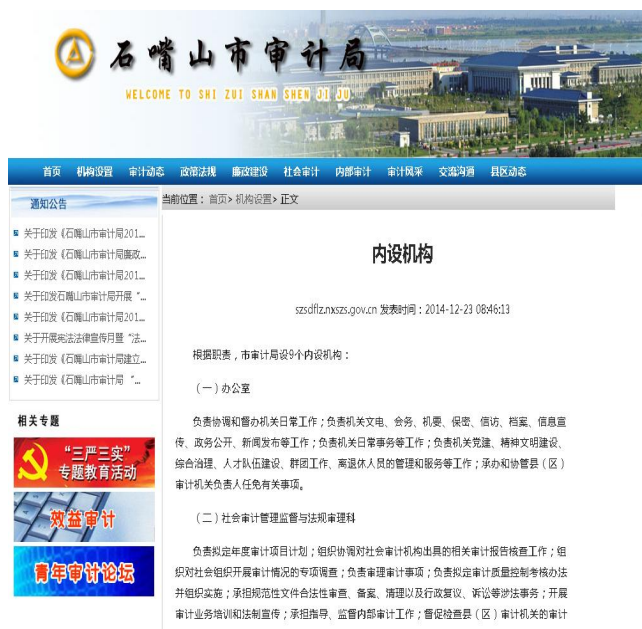 石嘴山市审计局
WELCOME TO SHI ZUI SHAN SHEN JI JU
首页 机构设置 审计动态 政策法规 廉政建设 社会审计 内部审计 审计风采 交流沟通 县区动态
通知公告
当前位置：首页> 机构设置> 正文
关于印发《石嘴山市审计局201...
关于印发《石嘴山市审计局廉政...
关于印发《石嘴山市审计局201...
关于印发石嘴山市审计局开展“...
关于印发《石嘴山市审计局201...
关于开展宪法法律宣传月暨“法...
关于印发《石嘴山市审计局建立...
关于印发《石嘴山市审计局 “...
相关专题
“三严三实”
专题教育活动
效益审计
青年审计论坛
内设机构
szsdflz.nxszs.gov.cn 发表时间：2014-12-23 08:46:13
根据职责，市审计局设9个内设机构：
（一）办公室
负责协调和督办机关日常工作；负责机关文电、会务、机要、保密、信访、档案、信息宣
传、政务公开、新闻发布等工作；负责机关日常事务等工作；负责机关党建、精神文明建设、
综合治理、人才队伍建设、群团工作、离退休人员的管理和服务等工作；承办和协管县（区）
审计机关负责人任免有关事项。
（二）社会审计管理监督与法规审理科
负责拟定年度审计项目计划；组织协调对社会审计机构出具的相关审计报告核查工作；组
织对社会组织开展审计情况的专项调查；负责审理审计事项；负责拟定审计质量控制考核办法
并组织实施；承担规范性文件合法性审查、备案、清理以及行政复议、诉讼等涉法事务；开展
审计业务培训和法制宣传；承担指导、监督内部审计工作；督促检查县（区）审计机关的审计